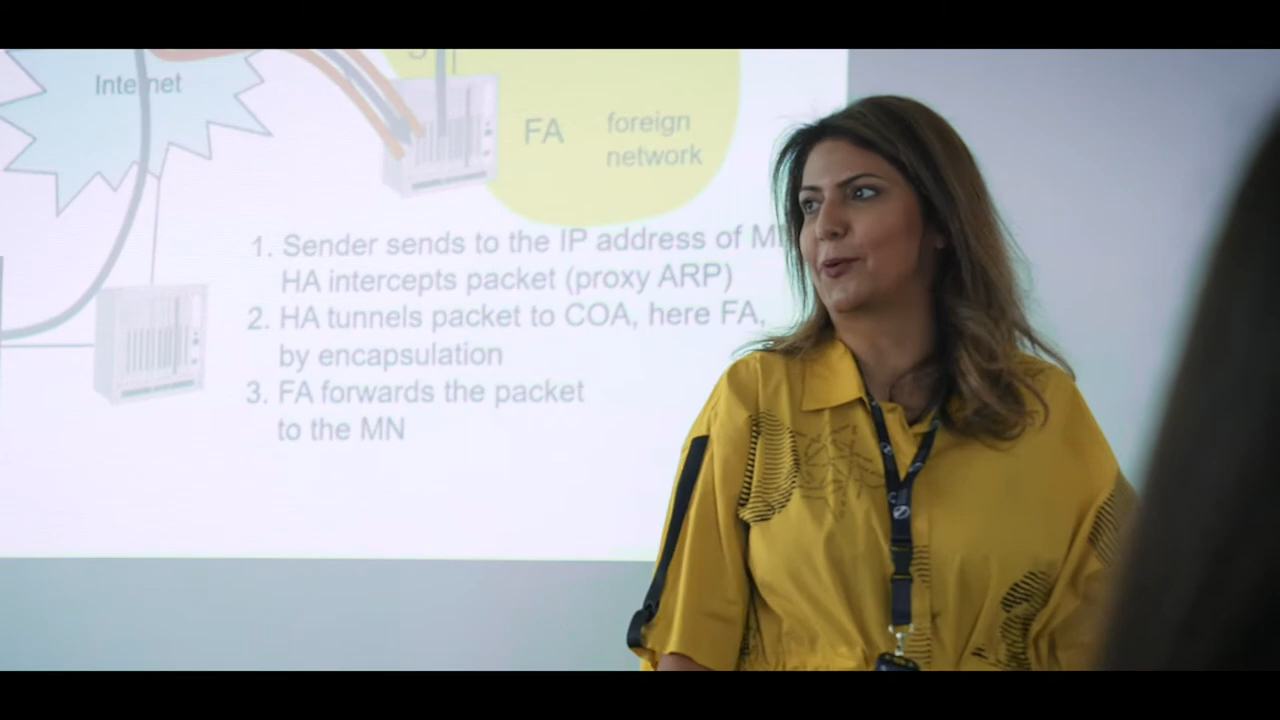 Internet
FA
foreign
network
1. Sender sends to the IP address of
HA intercepts packet (proxy ARP)
2. HA tunnels packet to COA, here FA,
by encapsulation
3. FA forwards the packet
to the MN